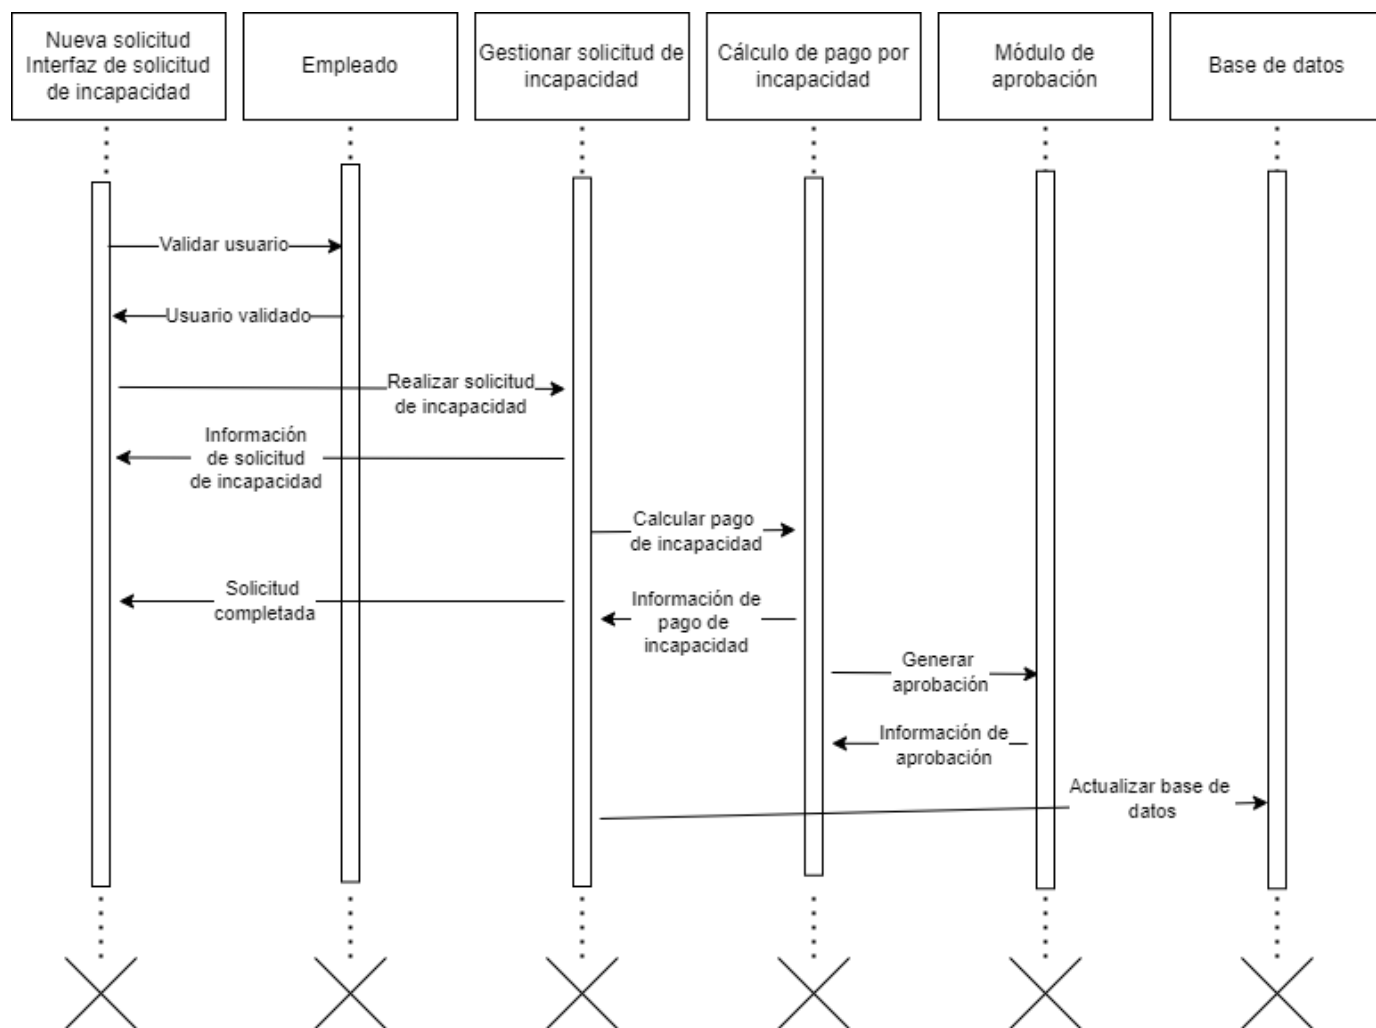 Nueva solicitud
Interfaz de solicitud
de incapacidad
Empleado
Gestionar solicitud de
incapacidad
Cálculo de pago por
incapacidad
Módulo de
aprobación
Base de datos
Validar usuario
Usuario validado
Realizar solicitud
de incapacidad
Información
de solicitud
de incapacidad
Calcular pago
de incapacidad
Solicitud
completada
Información de
pago de
incapacidad
Generar
aprobación
Información de
aprobación
Actualizar base de
datos